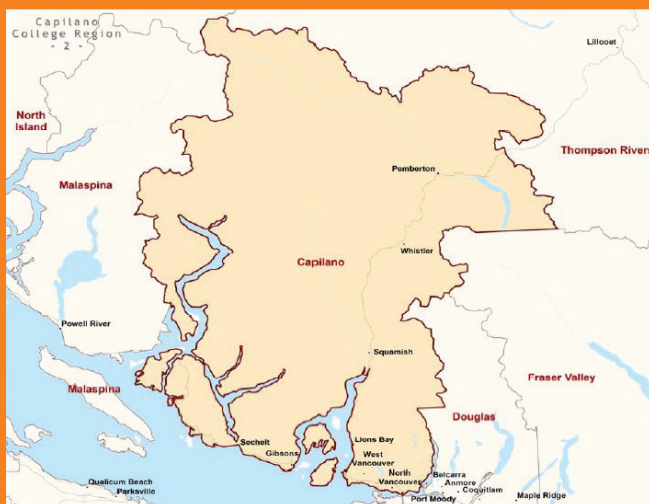 Capilano
College Region
- 2 -
Lillooet
North
Island
Thompson Rivers
Pemberton
Malaspina
Whistler
Capilano
Powell River
Squamish
Fraser Valley
Malaspina
Douglas
Sechelt
Lions Bay
Gibsons
West
Vancouver
Belcarra
North
Vancouver
Anmore
Qualicum Beach
Coquitlam
Parksville
Port Moody
Maple Ridge